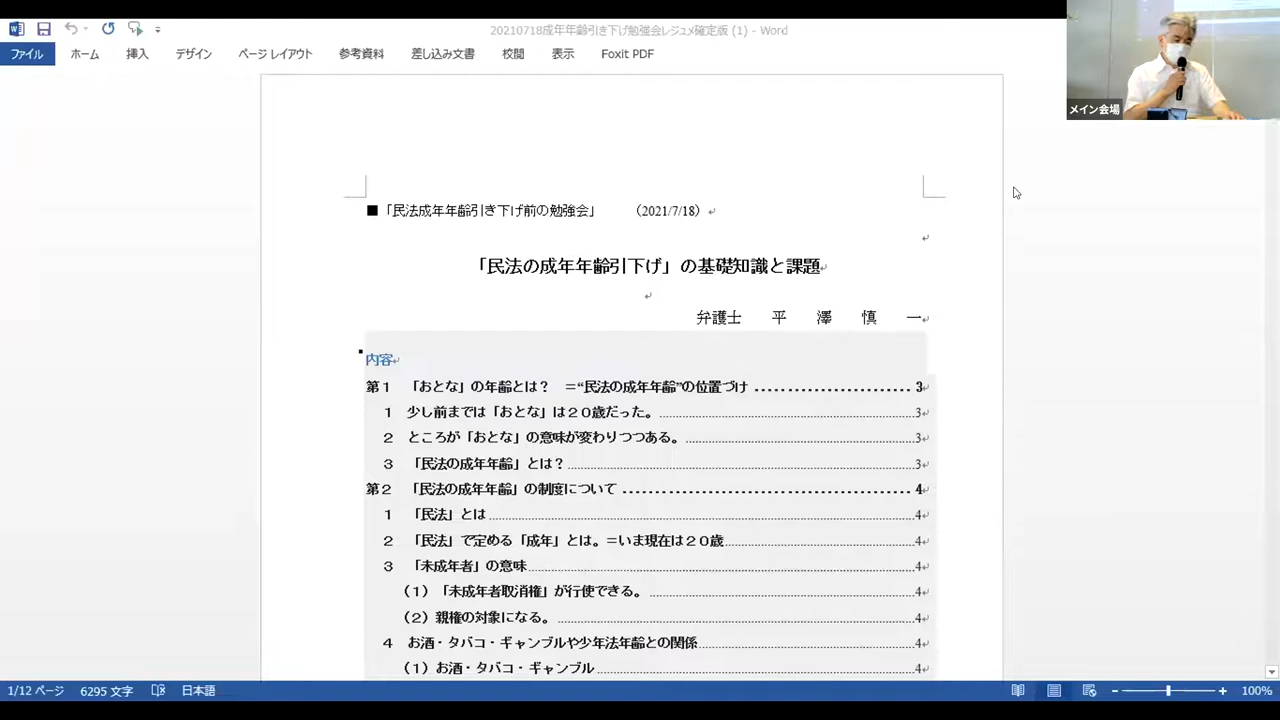 20210718成年年齢引き下げ勉強会レジュメ確定版 (1) - Word
ファイル ホーム 挿入 デザイン ページ レイアウト 参考資料 差し込み文書 校閲 表示 Foxit PDF
メイン会場
■「民法成年年齢引き下げ前の勉強会」 （2021/7/18）
「民法の成年年齢引下げ」の基礎知識と課題
弁護士 平 澤 慎 一
内容
第１ 「おとな」の年齢とは？ ＝“民法の成年年齢”の位置づけ 3
１ 少し前までは「おとな」は２０歳だった。 3
２ ところが「おとな」の意味が変わりつつある。 3
３ 「民法の成年年齢」とは？ 3
第２ 「民法の成年年齢」の制度について 4
１ 「民法」とは 4
２ 「民法」で定める「成年」とは。＝いま現在は２０歳 4
３ 「未成年者」の意味 4
（１）「未成年者取消権」が行使できる。 4
（２）親権の対象になる。 4
４ お酒・タバコ・ギャンブルや少年法年齢との関係 4
（１）お酒・タバコ・ギャンブル 4
1/12 ページ 6295 文字 日本語 100%